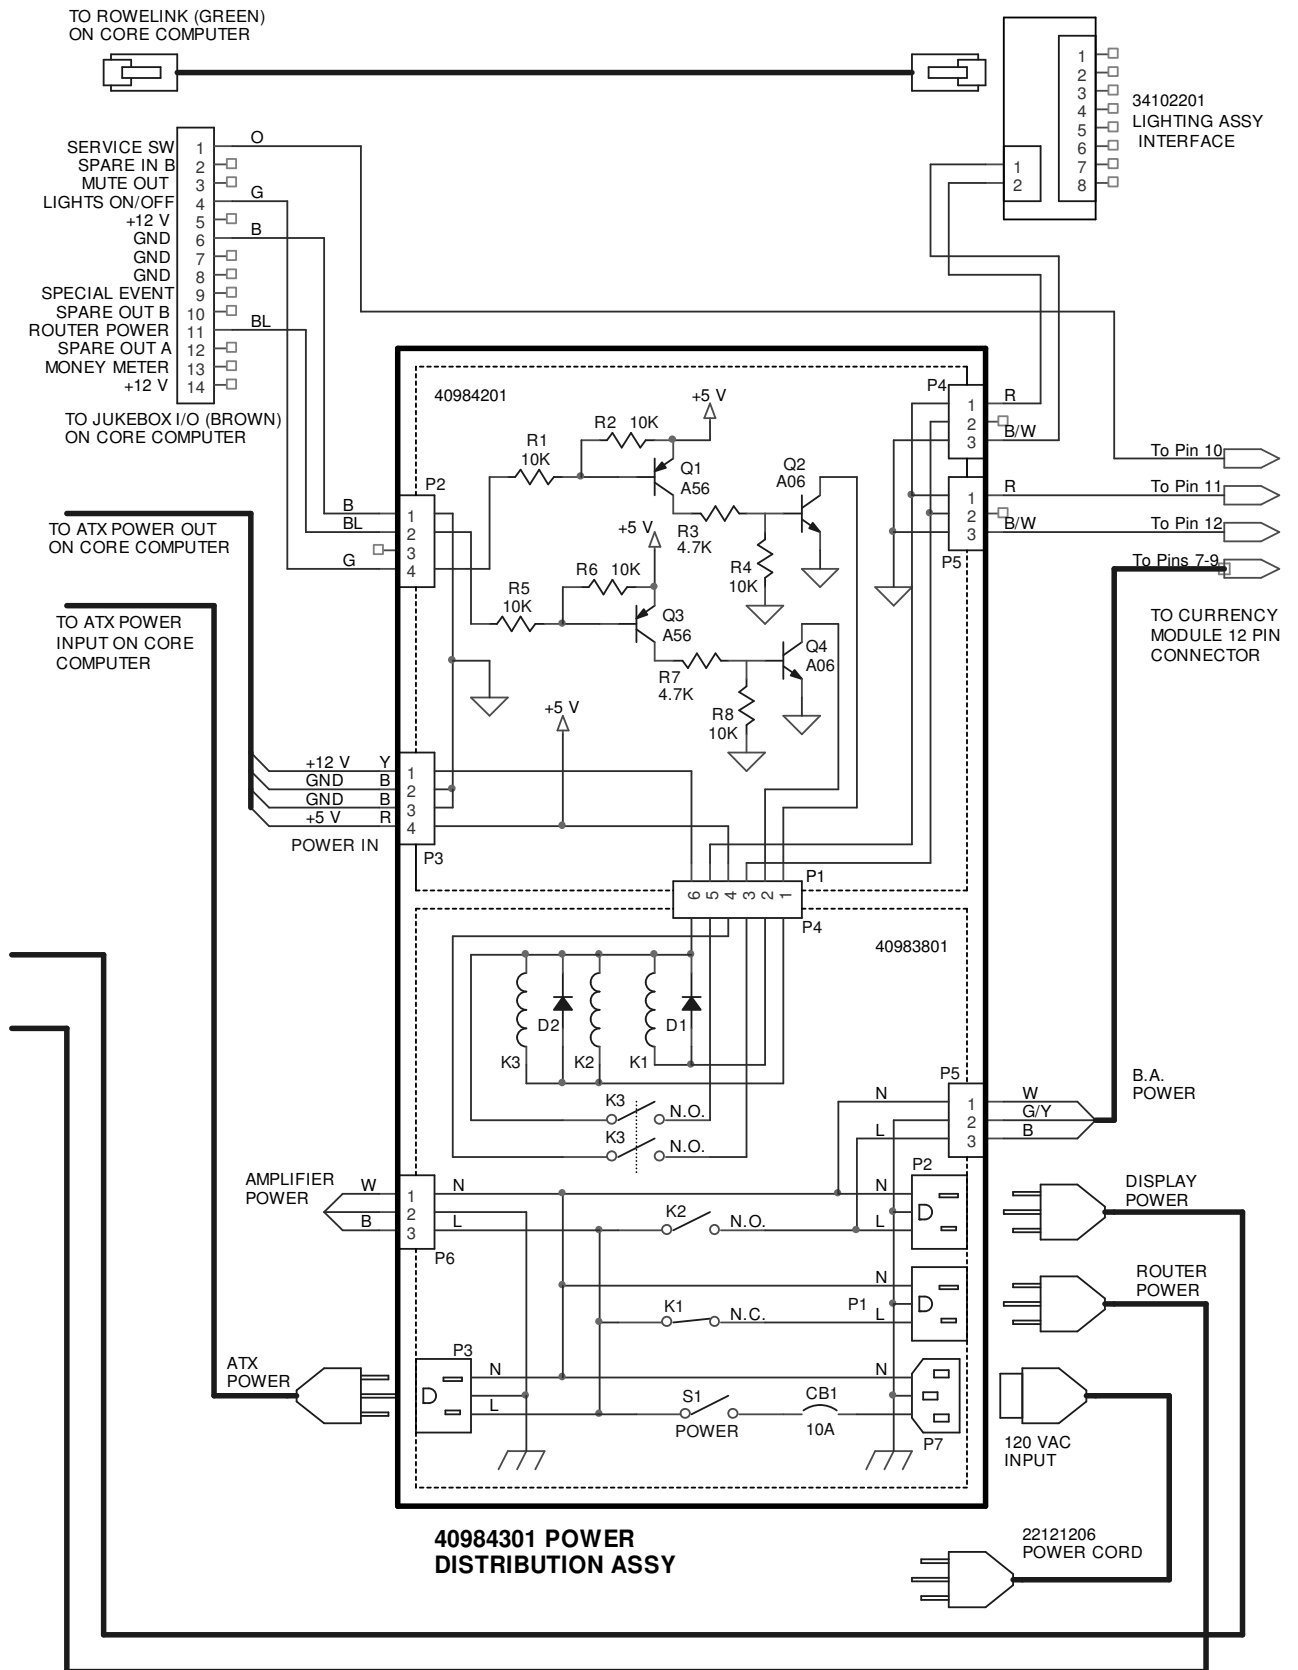 TO ROWELINK (GREEN)
ON CORE COMPUTER
1
2
3
4
5
6
7
8
1
2
34102201
LIGHTING ASSY
INTERFACE
SERVICE SW 1 O
SPARE IN B 2
MUTE OUT 3
LIGHTS ON/OFF 4 G
+12 V 5
GND 6 B
GND 7
GND 8
SPECIAL EVENT 9
SPARE OUT B 10
ROUTER POWER 11 BL
SPARE OUT A 12
MONEY METER 13
+12 V 14
TO JUKEBOX I/O (BROWN)
ON CORE COMPUTER
40984201
+5 V
R2 10K
R1
10K
Q1
A56
Q2
A06
R3
4.7K
R4
10K
P4
1 R
2
3 B/W
To Pin 10
1 R To Pin 11
2
3 B/W To Pin 12
P5
To Pins 7-9
TO CURRENCY
MODULE 12 PIN
CONNECTOR
P2
B 1
BL 2
3
G 4
TO ATX POWER OUT
ON CORE COMPUTER
TO ATX POWER
INPUT ON CORE
COMPUTER
+5 V
R6 10K
R5
10K
Q3
A56
Q4
A06
R7
4.7K
R8
10K
+5 V
+12 V Y 1
GND B 2
GND B 3
+5 V R 4
POWER IN
P3
P1
6 5 4 3 2 1
P4
40983801
D2
D1
K3
K2
K1
K3 N.O.
K3 N.O.
P5
N 1 W
2 G/Y
L 3 B
B.A.
POWER
AMPLIFIER
POWER
W 1 N
2
B 3 L
P6
K2 N.O.
P2
N
D
L
DISPLAY
POWER
K1 N.C.
P1
N
D
L
ROUTER
POWER
ATX
POWER
P3
D
N
L
S1
POWER
CB1
10A
N
P7
120 VAC
INPUT
40984301 POWER
DISTRIBUTION ASSY
22121206
POWER CORD